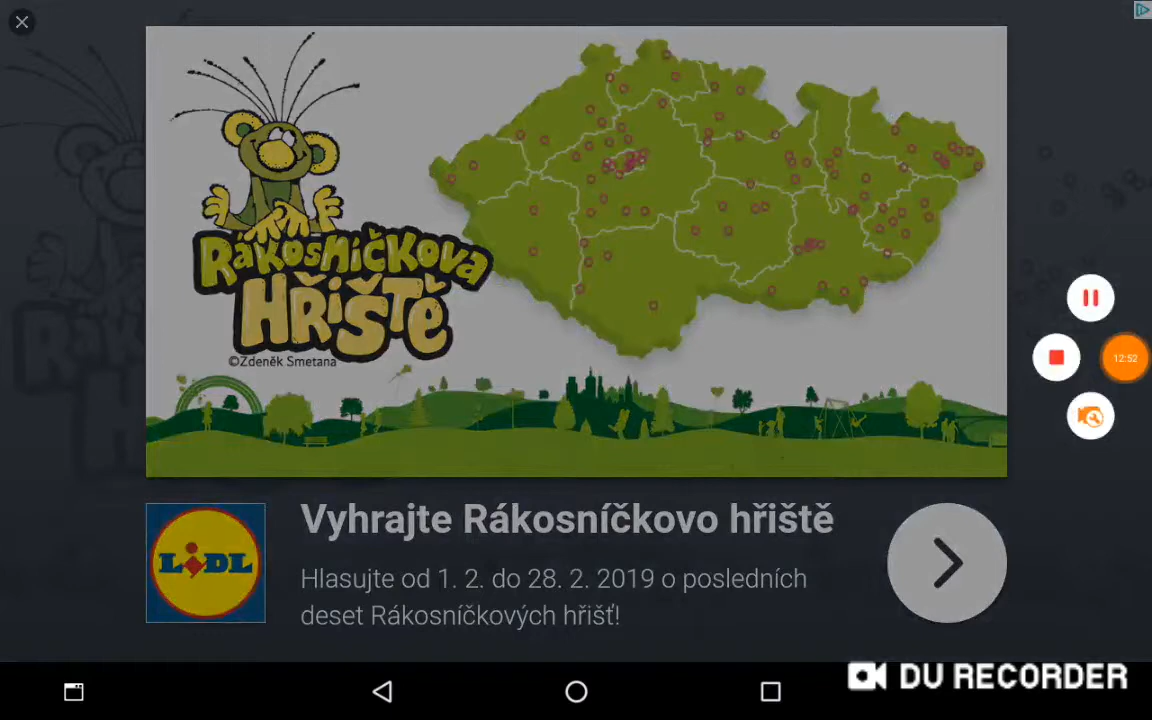 Rákosníčkova
HŘiŠtě
©Zdeněk Smetana
12:52
LiDL
Vyhrajte Rákosníčkovo hřiště
Hlasujte od 1. 2. do 28. 2. 2019 o posledních
deset Rákosníčkových hřišť!
DU RECORDER